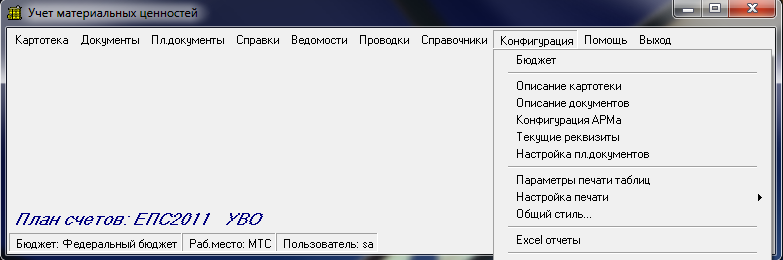 Учет материальных ценностей
Картотека Документы Пл.документы Справки Ведомости Проводки Справочники Конфигурация Помощь Выход
Бюджет
Описание картотеки
Описание документов
Конфигурация АРМа
Текущие реквизиты
Настройка пл.документов
Параметры печати таблиц
Настройка печати
Общий стиль...
Excel отчеты
План счетов: ЕПС2011 УВО
Бюджет: Федеральный бюджет Раб.место: МТС Пользователь: sa